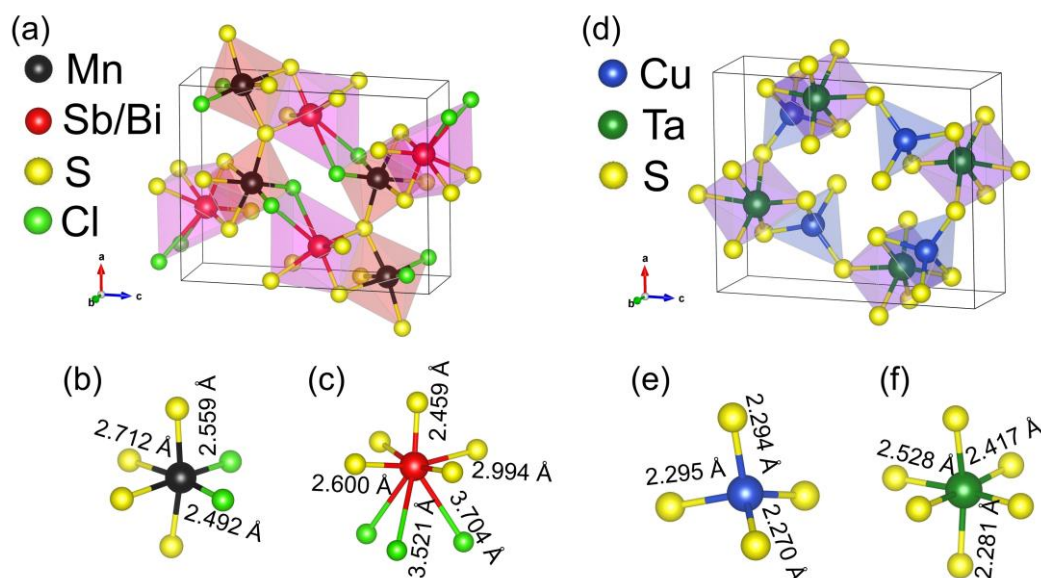 (a)
Mn
Sb/Bi
S
Cl
a
b
c
(d)
Cu
Ta
S
a
b
c
(b)
2.559 Å
2.712 Å
2.492 Å
(c)
2.459 Å
2.994 Å
2.600 Å
3.521 Å
3.704 Å
(e)
2.294 Å
2.295 Å
2.270 Å
(f)
2.417 Å
2.528 Å
2.281 Å